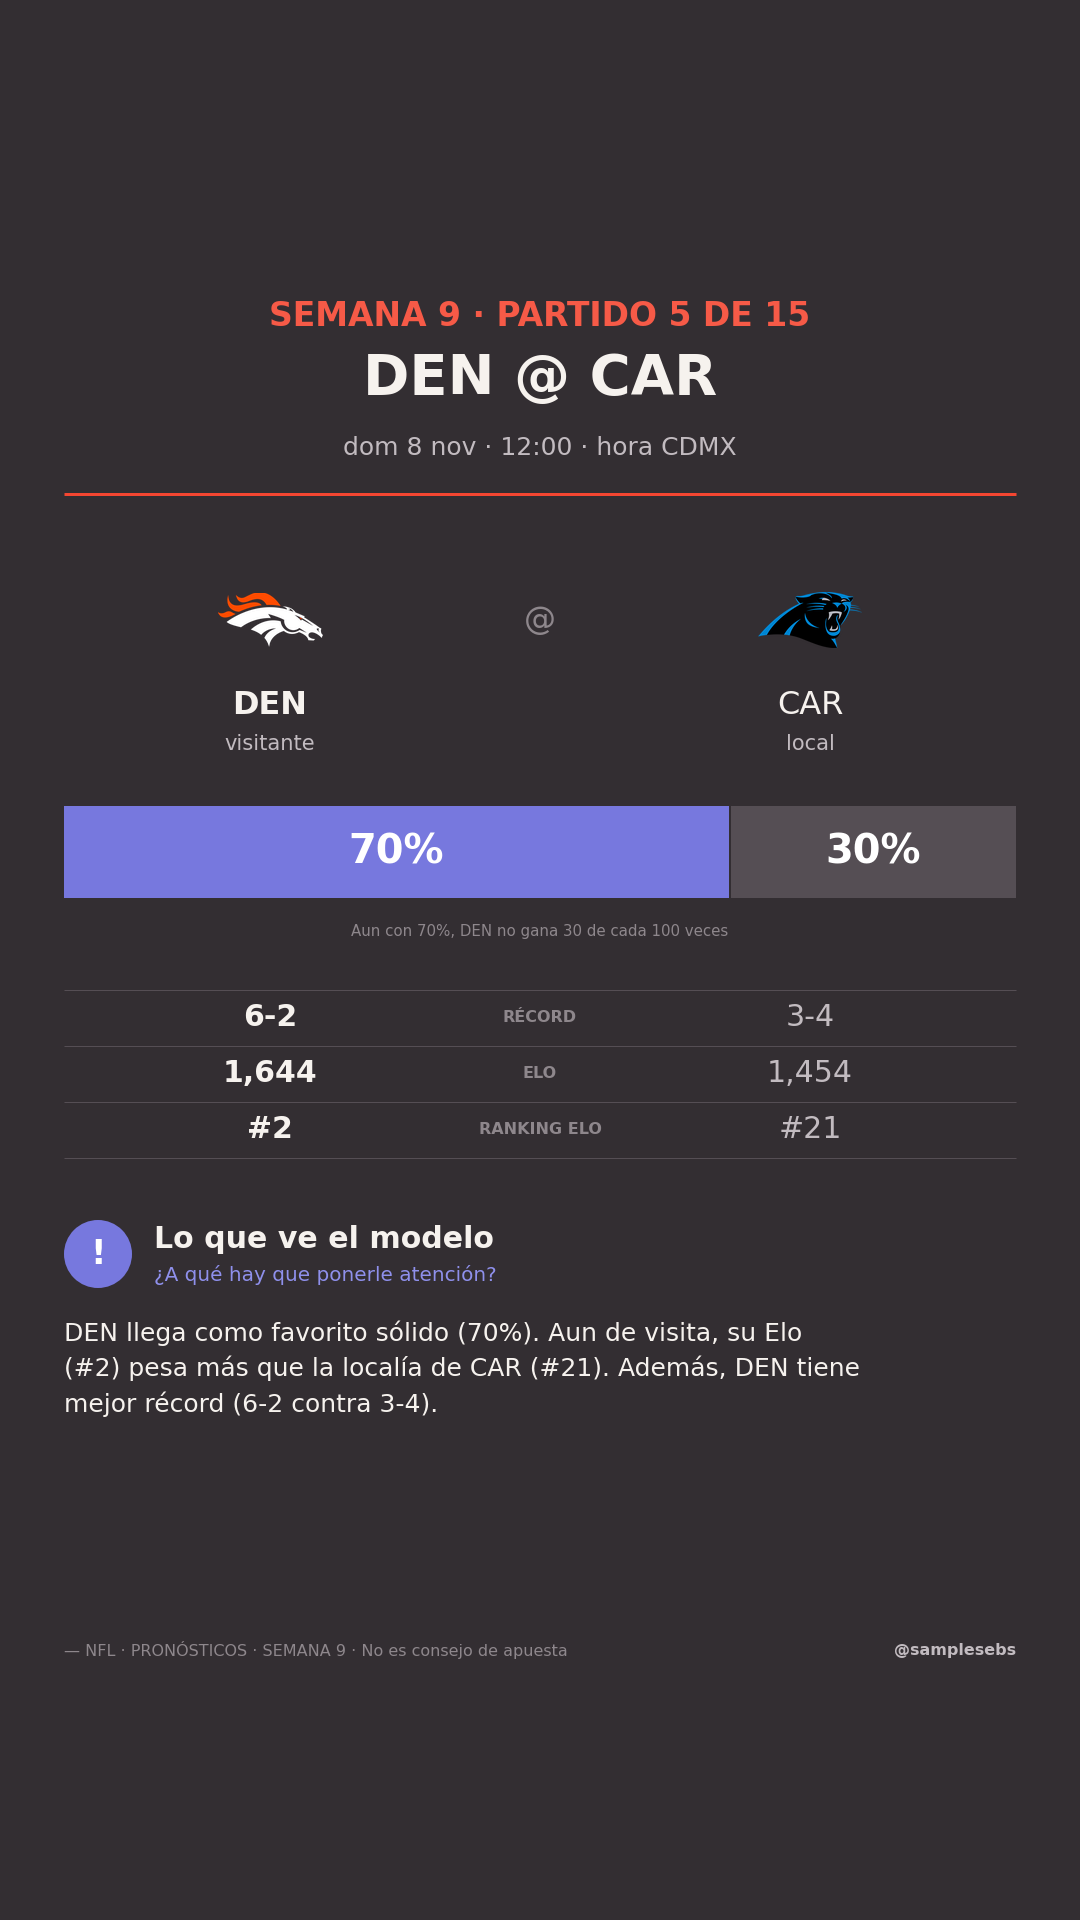 SEMANA 9 · PARTIDO 5 DE 15
DEN @ CAR
dom 8 nov · 12:00 · hora CDMX
@
DEN
CAR
visitante
local
70%
30%
Aun con 70%, DEN no gana 30 de cada 100 veces
6-2 RÉCORD 3-4
1,644 ELO 1,454
#2 RANKING ELO #21
!
Lo que ve el modelo
¿A qué hay que ponerle atención?
DEN llega como favorito sólido (70%). Aun de visita, su Elo
(#2) pesa más que la localía de CAR (#21). Además, DEN tiene
mejor récord (6-2 contra 3-4).
— NFL · PRONÓSTICOS · SEMANA 9 · No es consejo de apuesta
@samplesebs